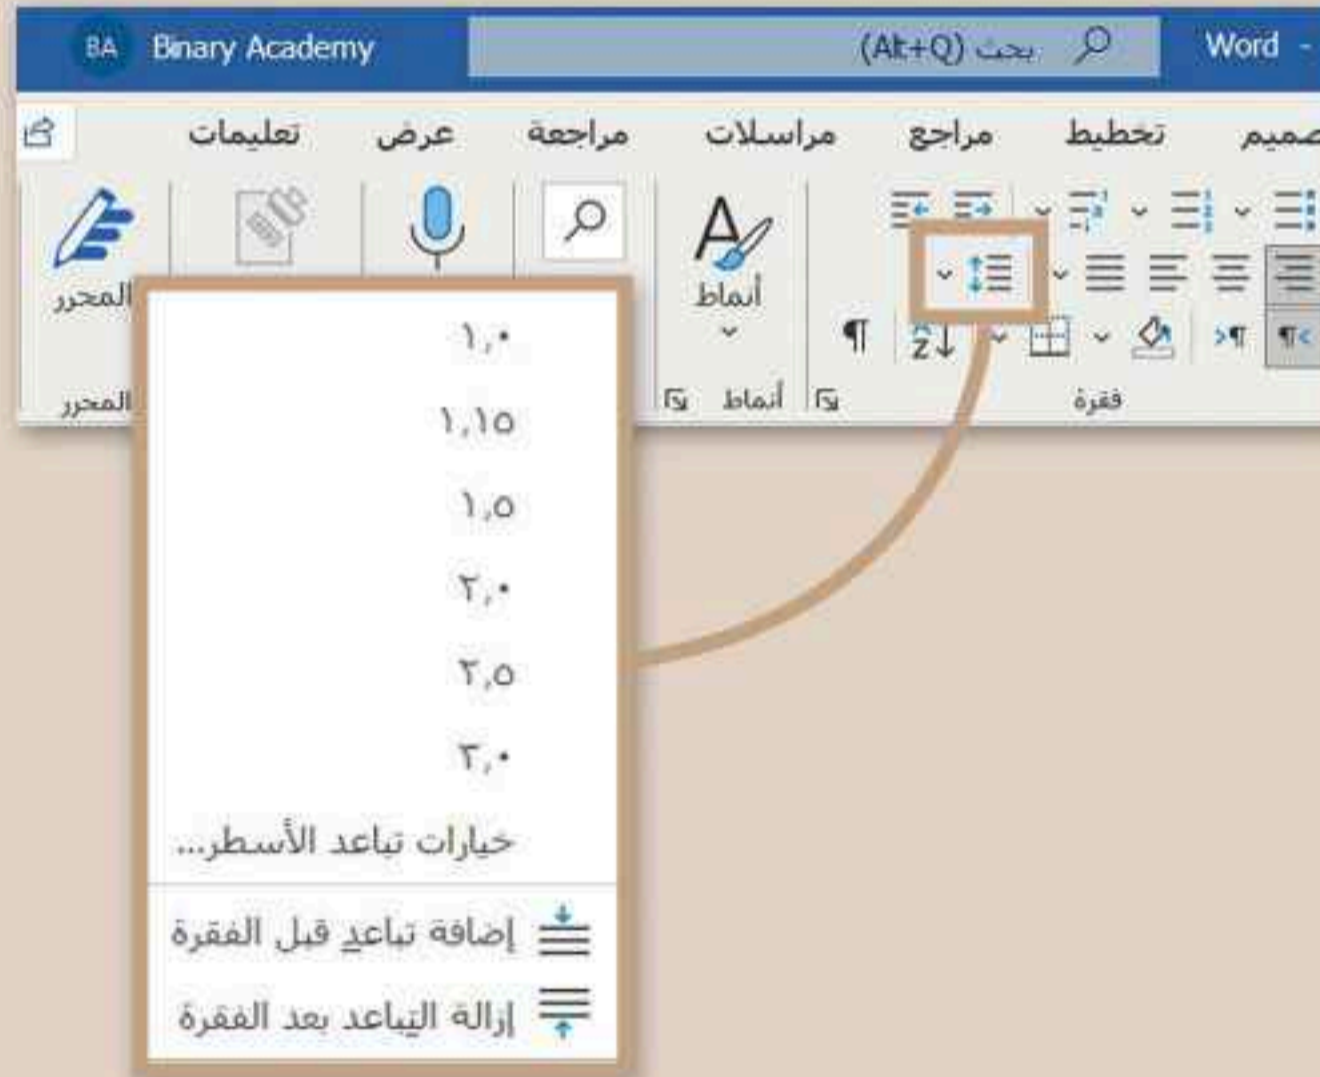 Word - بحث (Alt+Q) Binary Academy BA
صميم تخطيط مراجع مراسلات مراجعة عرض تعليمات
أنماط
المحرر
فقرة
أنماط
المحرر
١,٠
١,١٥
١,٥
٢,٠
٢,٥
٣,٠
خيارات تباعد الأسطر...
إضافة تباعد قبل الفقرة
إزالة التباعد بعد الفقرة